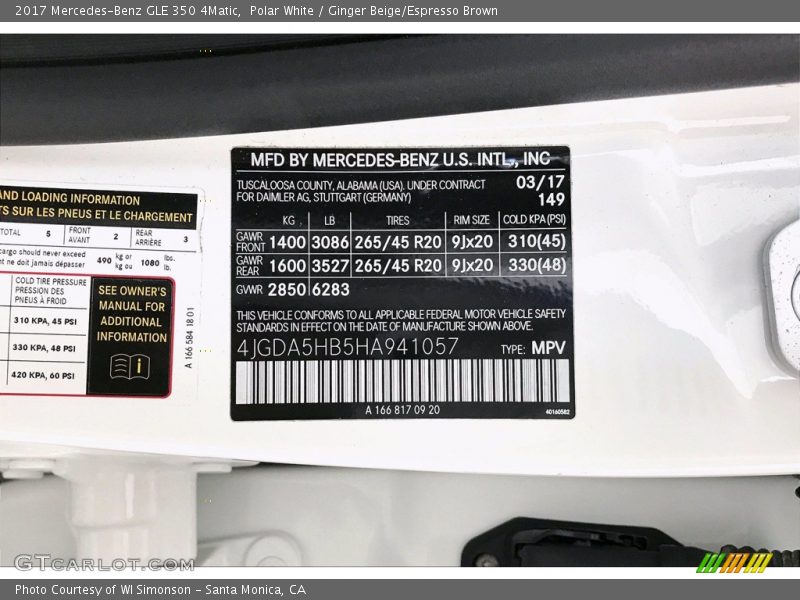 2017 Mercedes-Benz GLE 350 4Matic, Polar White / Ginger Beige/Espresso Brown
AND LOADING INFORMATION
TS SUR LES PNEUS ET LE CHARGEMENT
TOTAL 5 FRONT AVANT 2 REAR ARRIÈRE 3
cargo should never exceed
nt ne doit jamais dépasser 490 kg or kg ou 1080 lbs. lb.
COLD TIRE PRESSURE
PRESSION DES
PNEUS À FROID
310 KPA, 45 PSI
330 KPA, 48 PSI
420 KPA, 60 PSI
SEE OWNER'S
MANUAL FOR
ADDITIONAL
INFORMATION
A 166 584 18 01
MFD BY MERCEDES-BENZ U.S. INTL., INC
TUSCALOOSA COUNTY, ALABAMA (USA). UNDER CONTRACT
FOR DAIMLER AG, STUTTGART (GERMANY)
03/17
149
KG LB TIRES RIM SIZE COLD KPA (PSI)
GAWR FRONT 1400 3086 265/45 R20 9Jx20 310(45)
GAWR REAR 1600 3527 265/45 R20 9Jx20 330(48)
GVWR 2850 6283
THIS VEHICLE CONFORMS TO ALL APPLICABLE FEDERAL MOTOR VEHICLE SAFETY
STANDARDS IN EFFECT ON THE DATE OF MANUFACTURE SHOWN ABOVE.
4JGDA5HB5HA941057 TYPE: MPV
A 166 817 09 20
40160582
GTCarLot.com
Photo Courtesy of WI Simonson - Santa Monica, CA